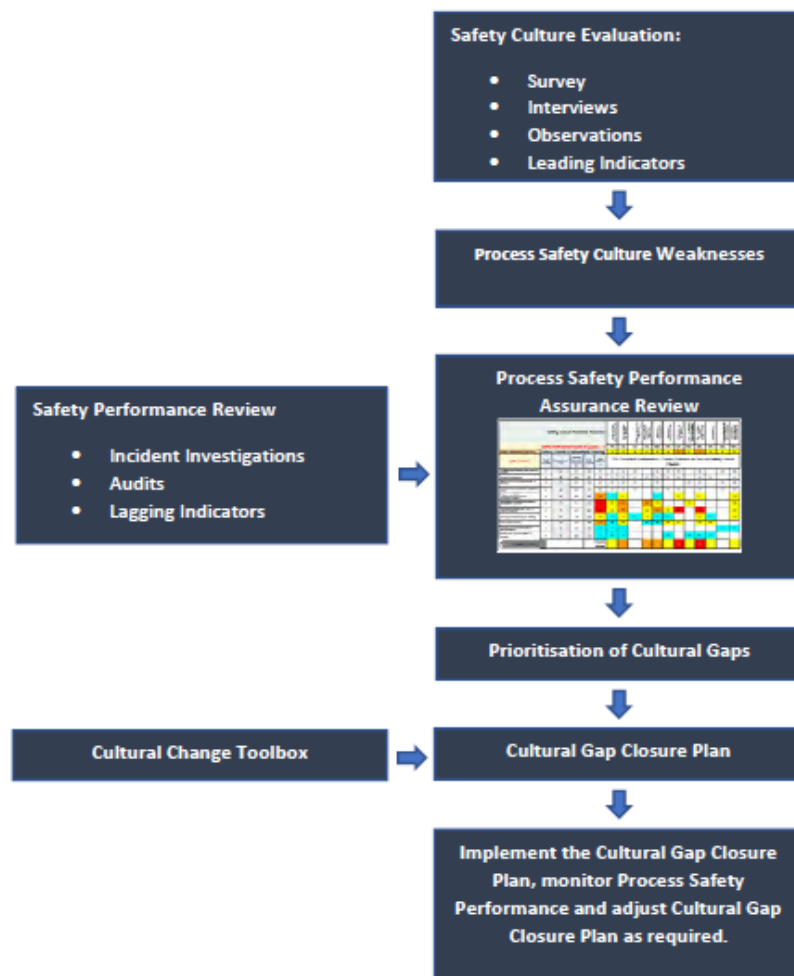 Safety Culture Evaluation:
• Survey
• Interviews
• Observations
• Leading Indicators
Process Safety Culture Weaknesses
Process Safety Performance
Assurance Review
Safety Performance Review
• Incident Investigations
• Audits
• Lagging Indicators
Prioritisation of Cultural Gaps
Cultural Change Toolbox
Cultural Gap Closure Plan
Implement the Cultural Gap Closure
Plan, monitor Process Safety
Performance and adjust Cultural Gap
Closure Plan as required.